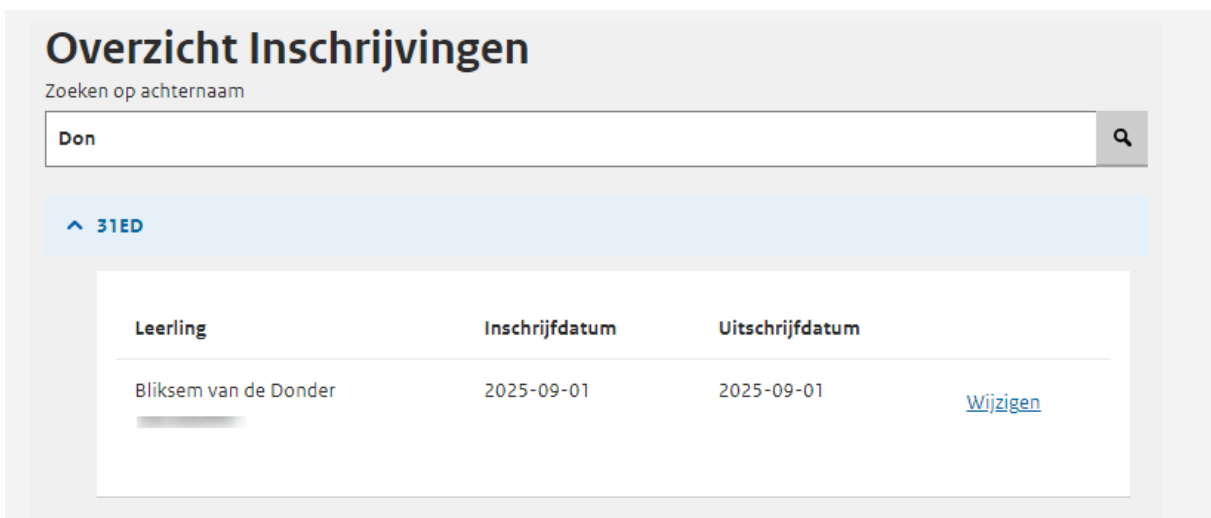 Overzicht Inschrijvingen
Zoeken op achternaam
Don
31ED
Leerling Inschrijfdatum Uitschrijfdatum
Bliksem van de Donder 2025-09-01 2025-09-01 Wijzigen